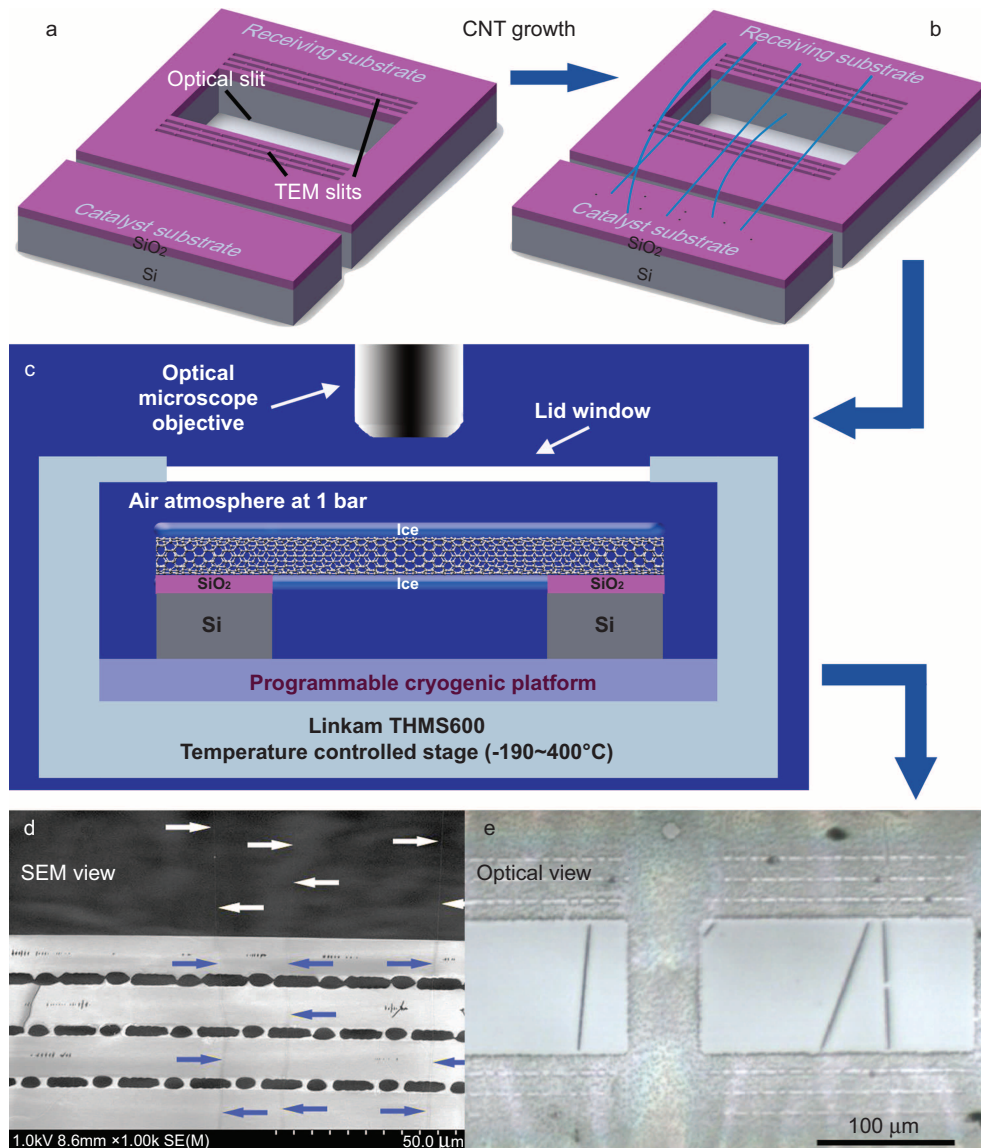 a
CNT growth
b
Receiving substrate
Optical slit
TEM slits
Catalyst substrate
SiO₂
Si
Receiving substrate
Catalyst substrate
SiO₂
Si
c
Optical
microscope
objective
Lid window
Air atmosphere at 1 bar
Ice
SiO₂
Ice
SiO₂
Si
Si
Programmable cryogenic platform
Linkam THMS600
Temperature controlled stage (-190~400°C)
d
SEM view
1.0kV 8.6mm ×1.00k SE(M)
50.0 μm
e
Optical view
100 μm